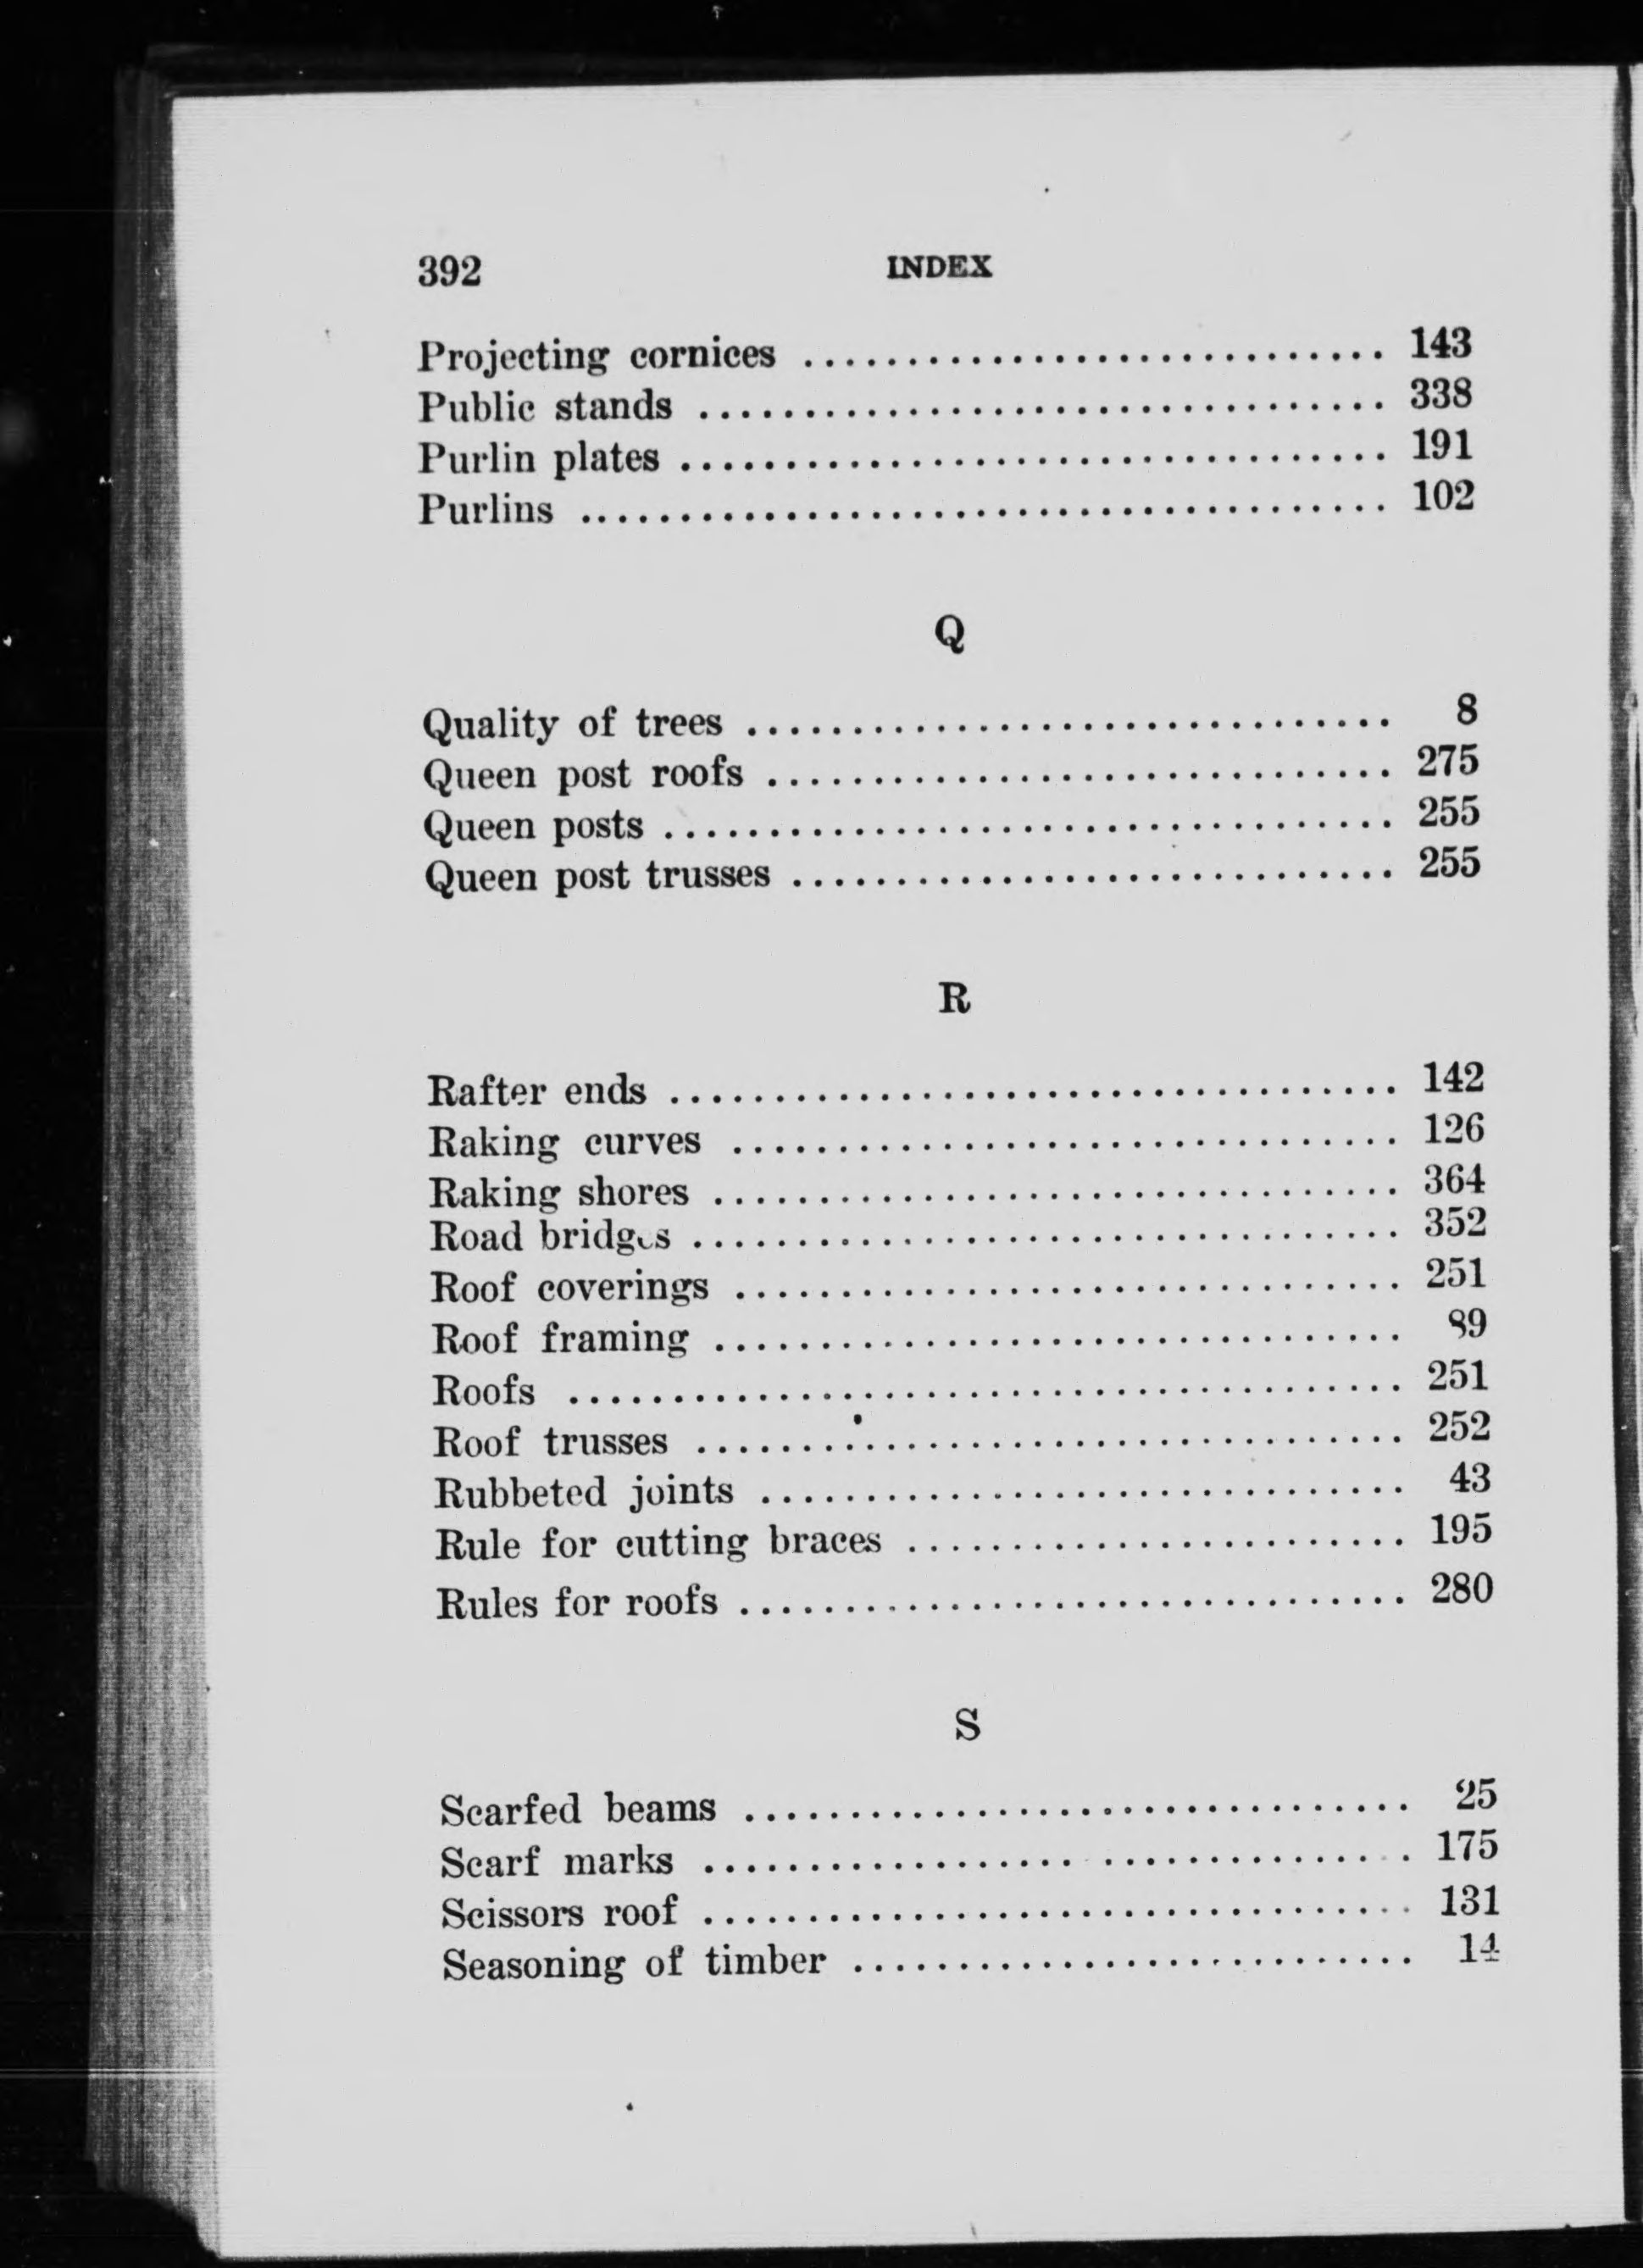 392 INDEX
Projecting cornices ............................ 143
Public stands ................................. 338
Purlin plates .................................. 191
Purlins ....................................... 102
Q
Quality of trees ............................... 8
Queen post roofs .............................. 275
Queen posts ................................... 255
Queen post trusses ............................. 255
R
Rafter ends ................................... 142
Raking curves ................................ 126
Raking shores ................................. 364
Road bridges .................................. 352
Roof coverings ................................ 251
Roof framing ................................. 89
Roofs ........................................ 251
Roof trusses .................................. 252
Rubbeted joints ............................... 43
Rule for cutting braces ........................ 195
Rules for roofs ................................ 280
S
Scarfed beams ................................ 25
Scarf marks .................................. 175
Scissors roof .................................. 131
Seasoning of timber ........................... 14